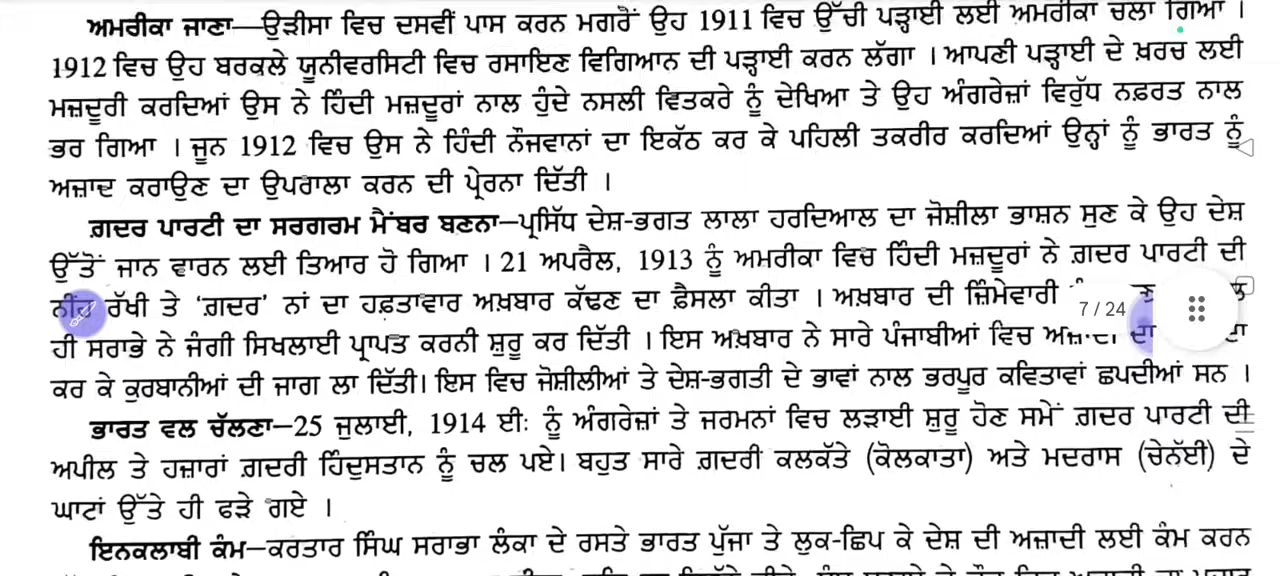 ਅਮਰੀਕਾ ਜਾਣਾ—ਉੜੀਸਾ ਵਿਚ ਦਸਵੀਂ ਪਾਸ ਕਰਨ ਮਗਰੋਂ ਉਹ 1911 ਵਿਚ ਉੱਚੀ ਪੜ੍ਹਾਈ ਲਈ ਅਮਰੀਕਾ ਚਲਾ ਗਿਆ ।
1912 ਵਿਚ ਉਹ ਬਰਕਲੇ ਯੂਨੀਵਰਸਿਟੀ ਵਿਚ ਰਸਾਇਣ ਵਿਗਿਆਨ ਦੀ ਪੜ੍ਹਾਈ ਕਰਨ ਲੱਗਾ । ਆਪਣੀ ਪੜ੍ਹਾਈ ਦੇ ਖ਼ਰਚ ਲਈ
ਮਜ਼ਦੂਰੀ ਕਰਦਿਆਂ ਉਸ ਨੇ ਹਿੰਦੀ ਮਜ਼ਦੂਰਾਂ ਨਾਲ ਹੁੰਦੇ ਨਸਲੀ ਵਿਤਕਰੇ ਨੂੰ ਦੇਖਿਆ ਤੇ ਉਹ ਅੰਗਰੇਜ਼ਾਂ ਵਿਰੁੱਧ ਨਫ਼ਰਤ ਨਾਲ
ਭਰ ਗਿਆ । ਜੂਨ 1912 ਵਿਚ ਉਸ ਨੇ ਹਿੰਦੀ ਨੌਜਵਾਨਾਂ ਦਾ ਇਕੱਠ ਕਰ ਕੇ ਪਹਿਲੀ ਤਕਰੀਰ ਕਰਦਿਆਂ ਉਨ੍ਹਾਂ ਨੂੰ ਭਾਰਤ ਨੂੰ
ਅਜ਼ਾਦ ਕਰਾਉਣ ਦਾ ਉਪਰਾਲਾ ਕਰਨ ਦੀ ਪ੍ਰੇਰਨਾ ਦਿੱਤੀ ।
ਗ਼ਦਰ ਪਾਰਟੀ ਦਾ ਸਰਗਰਮ ਮੈਂਬਰ ਬਣਨਾ—ਪ੍ਰਸਿੱਧ ਦੇਸ਼-ਭਗਤ ਲਾਲਾ ਹਰਦਿਆਲ ਦਾ ਜੋਸ਼ੀਲਾ ਭਾਸ਼ਨ ਸੁਣ ਕੇ ਉਹ ਦੇਸ਼
ਉੱਤੋਂ ਜਾਨ ਵਾਰਨ ਲਈ ਤਿਆਰ ਹੋ ਗਿਆ । 21 ਅਪਰੈਲ, 1913 ਨੂੰ ਅਮਰੀਕਾ ਵਿਚ ਹਿੰਦੀ ਮਜ਼ਦੂਰਾਂ ਨੇ ਗ਼ਦਰ ਪਾਰਟੀ ਦੀ
ਰੱਖੀ ਤੇ ‘ਗ਼ਦਰ’ ਨਾਂ ਦਾ ਹਫ਼ਤਾਵਾਰ ਅਖ਼ਬਾਰ ਕੱਢਣ ਦਾ ਫ਼ੈਸਲਾ ਕੀਤਾ । ਅਖ਼ਬਾਰ ਦੀ ਜ਼ਿੰਮੇਵਾਰੀ 7 / 24
ਹੀ ਸਰਾਭੇ ਨੇ ਜੰਗੀ ਸਿਖਲਾਈ ਪ੍ਰਾਪਤ ਕਰਨੀ ਸ਼ੁਰੂ ਕਰ ਦਿੱਤੀ । ਇਸ ਅਖ਼ਬਾਰ ਨੇ ਸਾਰੇ ਪੰਜਾਬੀਆਂ ਵਿਚ
ਕਰ ਕੇ ਕੁਰਬਾਨੀਆਂ ਦੀ ਜਾਗ ਲਾ ਦਿੱਤੀ। ਇਸ ਵਿਚ ਜੋਸ਼ੀਲੀਆਂ ਤੇ ਦੇਸ਼-ਭਗਤੀ ਦੇ ਭਾਵਾਂ ਨਾਲ ਭਰਪੂਰ ਕਵਿਤਾਵਾਂ ਛਪਦੀਆਂ ਸਨ ।
ਭਾਰਤ ਵਲ ਚੱਲਣਾ—25 ਜੁਲਾਈ, 1914 ਈਃ ਨੂੰ ਅੰਗਰੇਜ਼ਾਂ ਤੇ ਜਰਮਨਾਂ ਵਿਚ ਲੜਾਈ ਸ਼ੁਰੂ ਹੋਣ ਸਮੇਂ ਗ਼ਦਰ ਪਾਰਟੀ ਦੀ
ਅਪੀਲ ਤੇ ਹਜ਼ਾਰਾਂ ਗ਼ਦਰੀ ਹਿੰਦੁਸਤਾਨ ਨੂੰ ਚਲ ਪਏ। ਬਹੁਤ ਸਾਰੇ ਗ਼ਦਰੀ ਕਲਕੱਤੇ (ਕੋਲਕਾਤਾ) ਅਤੇ ਮਦਰਾਸ (ਚੇਨੱਈ) ਦੇ
ਘਾਟਾਂ ਉੱਤੇ ਹੀ ਫੜੇ ਗਏ ।
ਇਨਕਲਾਬੀ ਕੰਮ—ਕਰਤਾਰ ਸਿੰਘ ਸਰਾਭਾ ਲੰਕਾ ਦੇ ਰਸਤੇ ਭਾਰਤ ਪੁੱਜਾ ਤੇ ਲੁਕ-ਛਿਪ ਕੇ ਦੇਸ਼ ਦੀ ਅਜ਼ਾਦੀ ਲਈ ਕੰਮ ਕਰਨ